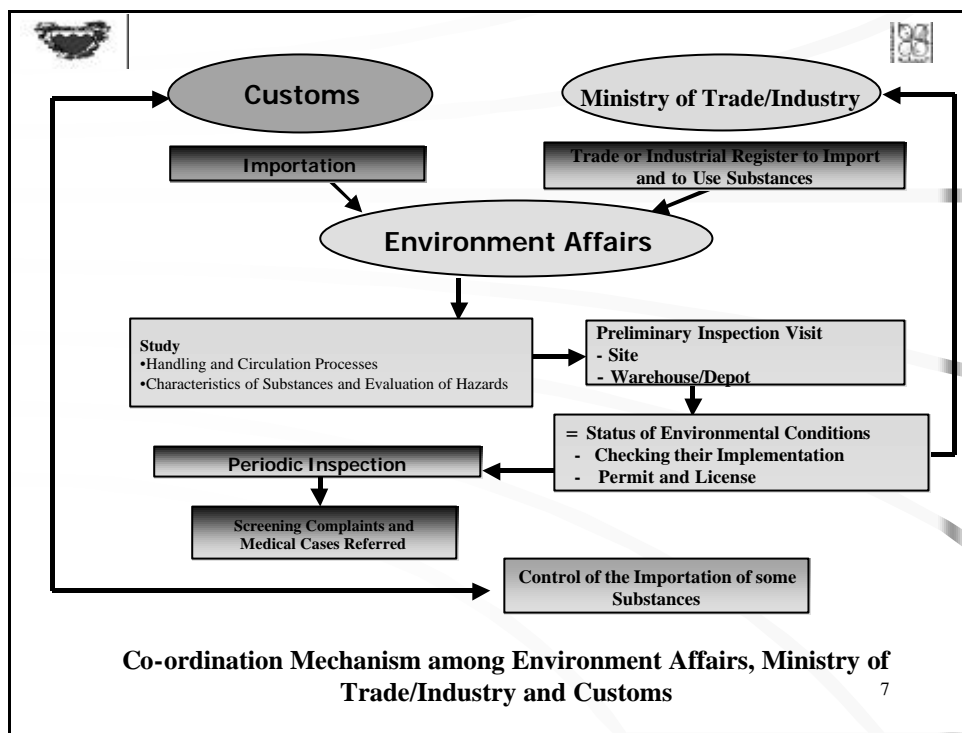 Customs
Ministry of Trade/Industry
Importation
Trade or Industrial Register to Import
and to Use Substances
Environment Affairs
Study
•Handling and Circulation Processes
•Characteristics of Substances and Evaluation of Hazards
Preliminary Inspection Visit
- Site
- Warehouse/Depot
= Status of Environmental Conditions
- Checking their Implementation
- Permit and License
Periodic Inspection
Screening Complaints and
Medical Cases Referred
Control of the Importation of some
Substances
Co-ordination Mechanism among Environment Affairs, Ministry of
Trade/Industry and Customs
7